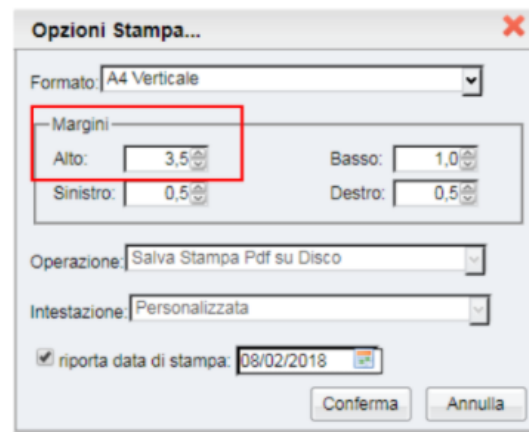 Opzioni Stampa...
Formato: A4 Verticale
Margini
Alto: 3,5 Basso: 1,0
Sinistro: 0,5 Destro: 0,5
Operazione: Salva Stampa Pdf su Disco
Intestazione: Personalizzata
riporta data di stampa: 08/02/2018
Conferma Annulla